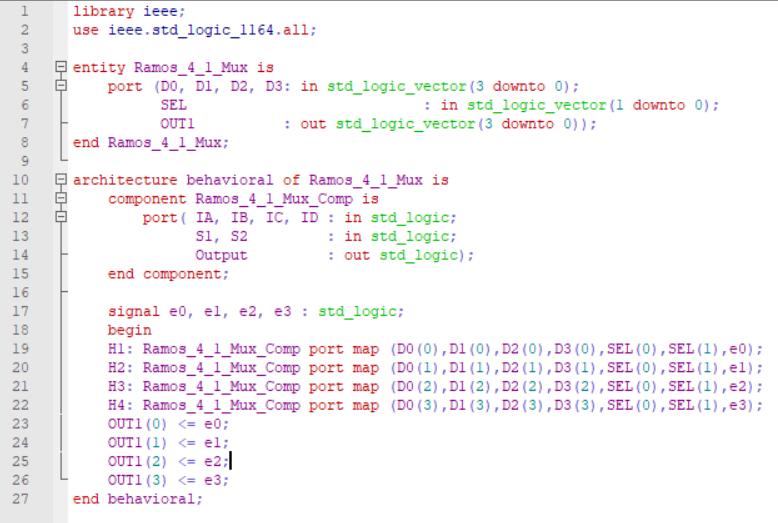 1 library ieee;
2 use ieee.std_logic_1164.all;
3
4 entity Ramos_4_1_Mux is
5 port (D0, D1, D2, D3: in std_logic_vector(3 downto 0);
6 SEL : in std_logic_vector(1 downto 0);
7 OUT1 : out std_logic_vector(3 downto 0));
8 end Ramos_4_1_Mux;
9
10 architecture behavioral of Ramos_4_1_Mux is
11 component Ramos_4_1_Mux_Comp is
12 port( IA, IB, IC, ID : in std_logic;
13 S1, S2 : in std_logic;
14 Output : out std_logic);
15 end component;
16
17 signal e0, e1, e2, e3 : std_logic;
18 begin
19 H1: Ramos_4_1_Mux_Comp port map (D0(0),D1(0),D2(0),D3(0),SEL(0),SEL(1),e0);
20 H2: Ramos_4_1_Mux_Comp port map (D0(1),D1(1),D2(1),D3(1),SEL(0),SEL(1),e1);
21 H3: Ramos_4_1_Mux_Comp port map (D0(2),D1(2),D2(2),D3(2),SEL(0),SEL(1),e2);
22 H4: Ramos_4_1_Mux_Comp port map (D0(3),D1(3),D2(3),D3(3),SEL(0),SEL(1),e3);
23 OUT1(0) <= e0;
24 OUT1(1) <= e1;
25 OUT1(2) <= e2;
26 OUT1(3) <= e3;
27 end behavioral;